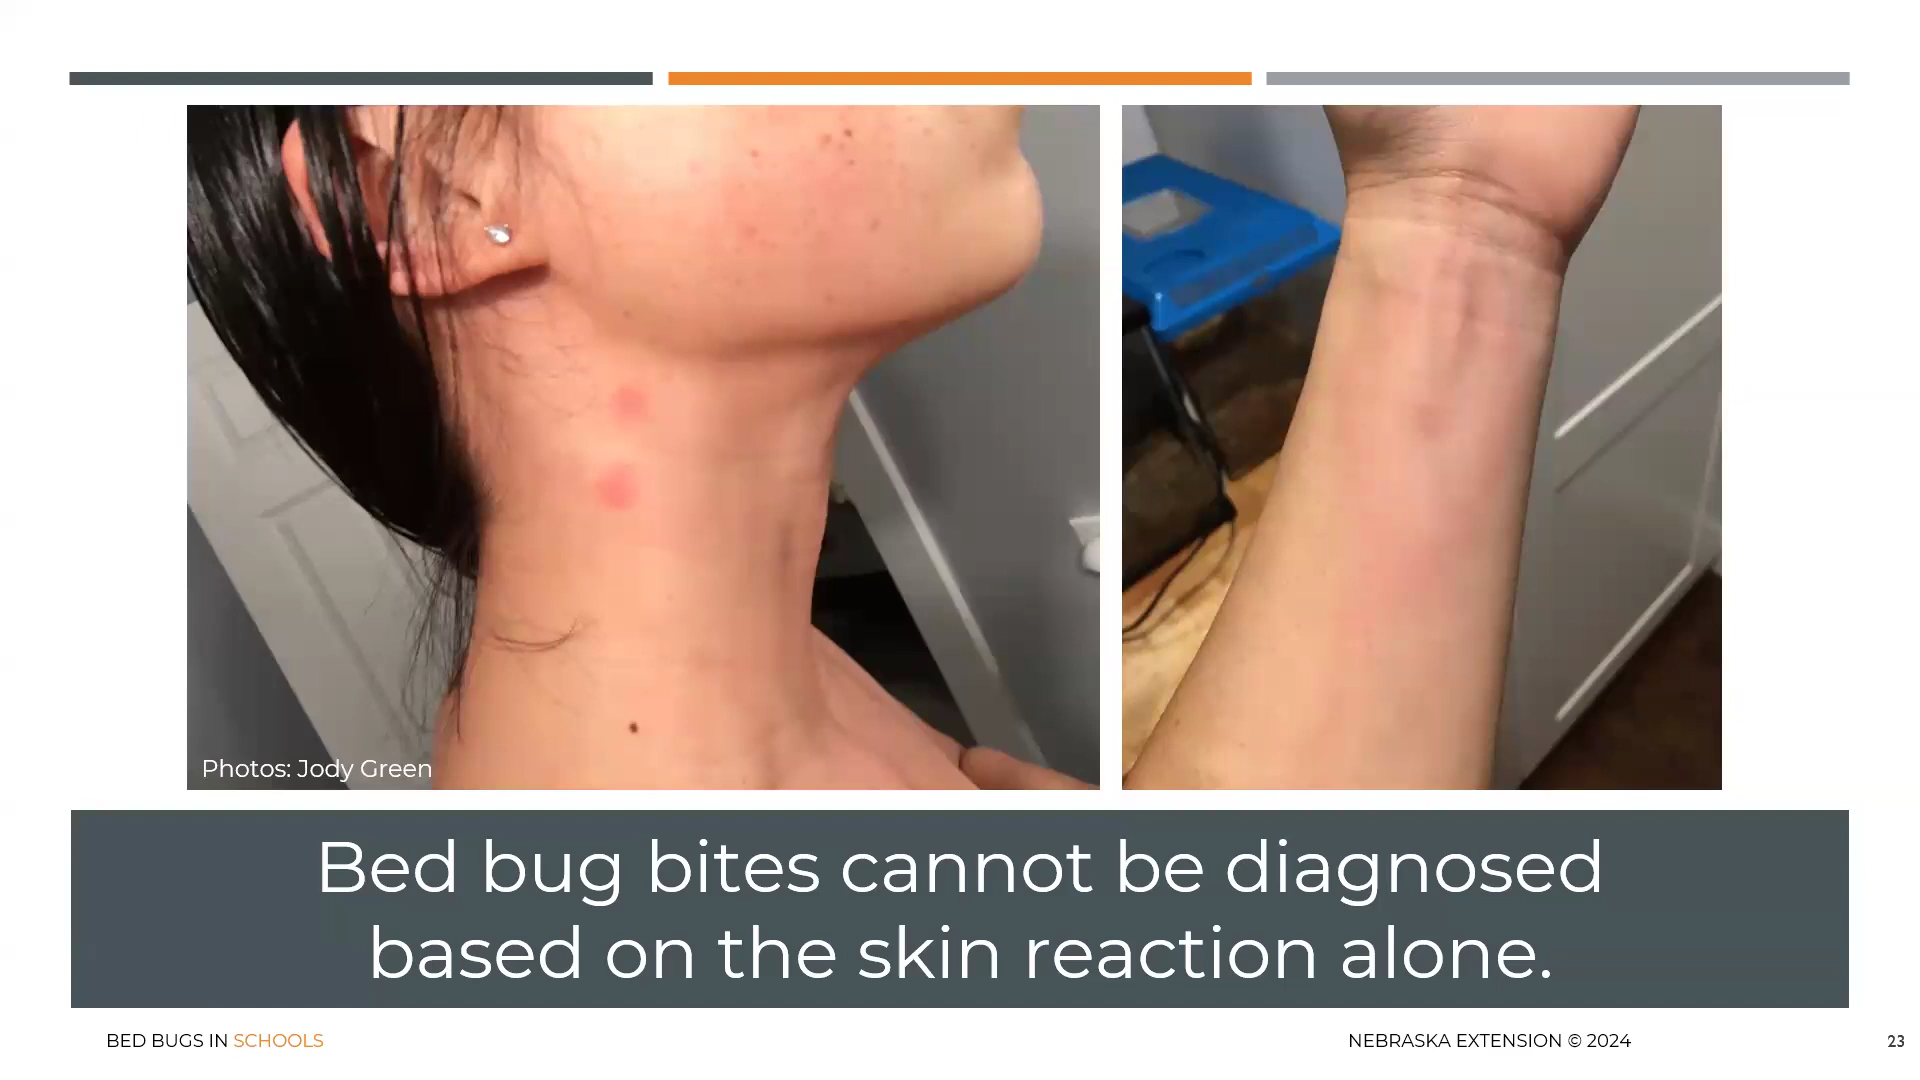 Photos: Jody Green
Bed bug bites cannot be diagnosed
based on the skin reaction alone.
BED BUGS IN SCHOOLS
NEBRASKA EXTENSION © 2024
23